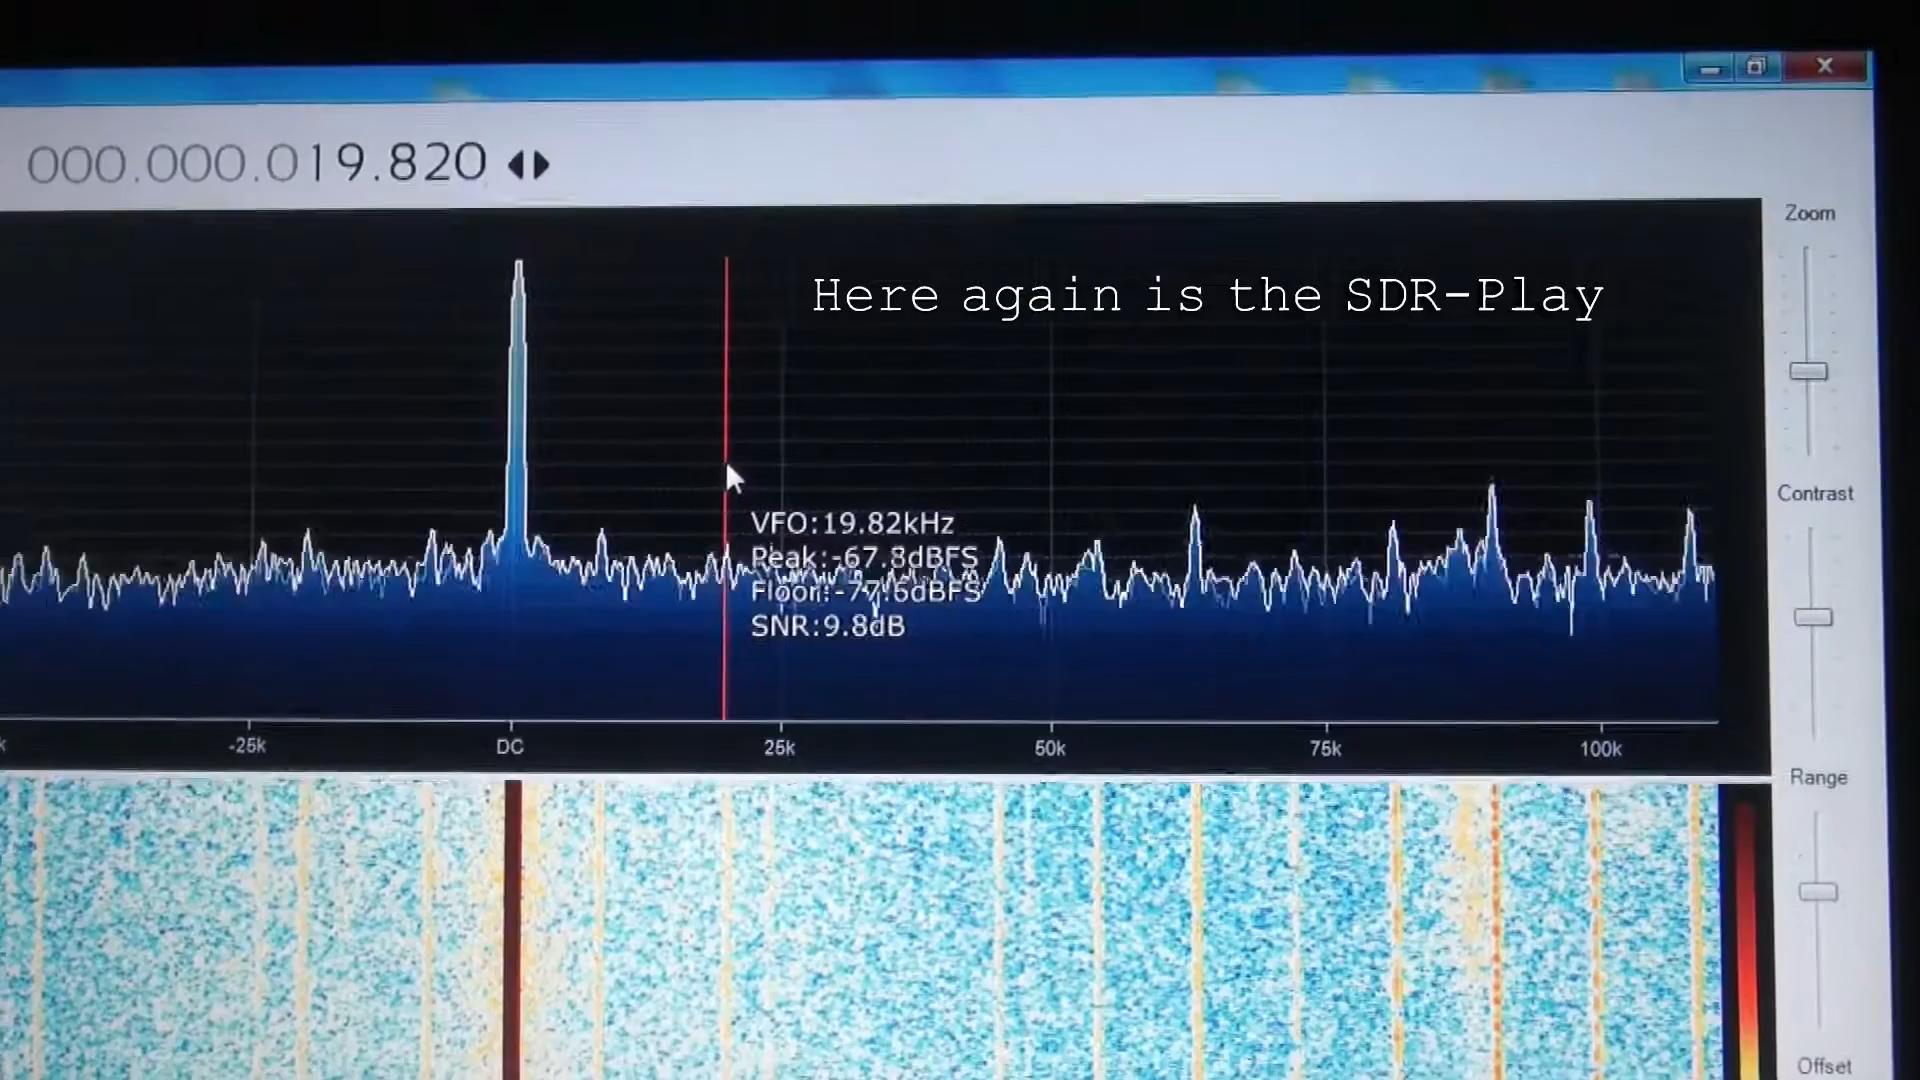 000.000.019.820
Zoom
Here again is the SDR-Play
Contrast
VFO:19.82kHz
Peak:-67.8dBFS
Floor:-77.6dBFS
SNR:9.8dB
-25k DC 25k 50k 75k 100k
Range
Offset